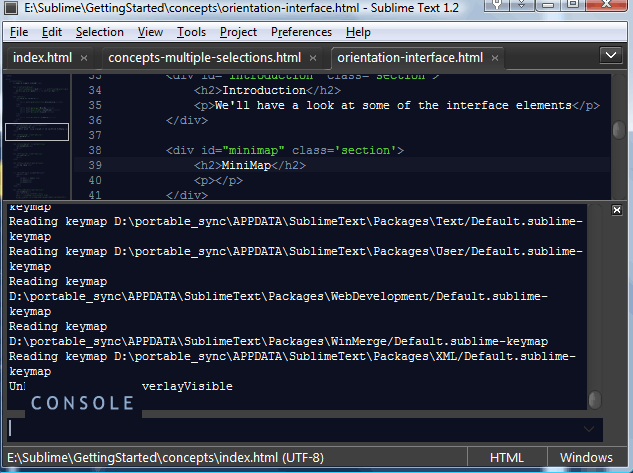 E:\Sublime\GettingStarted\concepts\orientation-interface.html - Sublime Text 1.2
File Edit Selection View Tools Project Preferences Help
index.html × concepts-multiple-selections.html × orientation-interface.html ×
33 <div id="introduction" class="section">
34 <h2>Introduction</h2>
35 <p>We'll have a look at some of the interface elements</p>
36 </div>
37
38 <div id="minimap" class='section'>
39 <h2>MiniMap</h2>
40 <p></p>
41 </div>
keymap
Reading keymap D:\portable_sync\APPDATA\SublimeText\Packages\Text/Default.sublime-
keymap
Reading keymap D:\portable_sync\APPDATA\SublimeText\Packages\User/Default.sublime-
keymap
Reading keymap
D:\portable_sync\APPDATA\SublimeText\Packages\WebDevelopment/Default.sublime-
keymap
Reading keymap
D:\portable_sync\APPDATA\SublimeText\Packages\WinMerge/Default.sublime-keymap
Reading keymap D:\portable_sync\APPDATA\SublimeText\Packages\XML/Default.sublime-
keymap
verlayVisible
CONSOLE
E:\Sublime\GettingStarted\concepts\index.html (UTF-8) HTML Windows